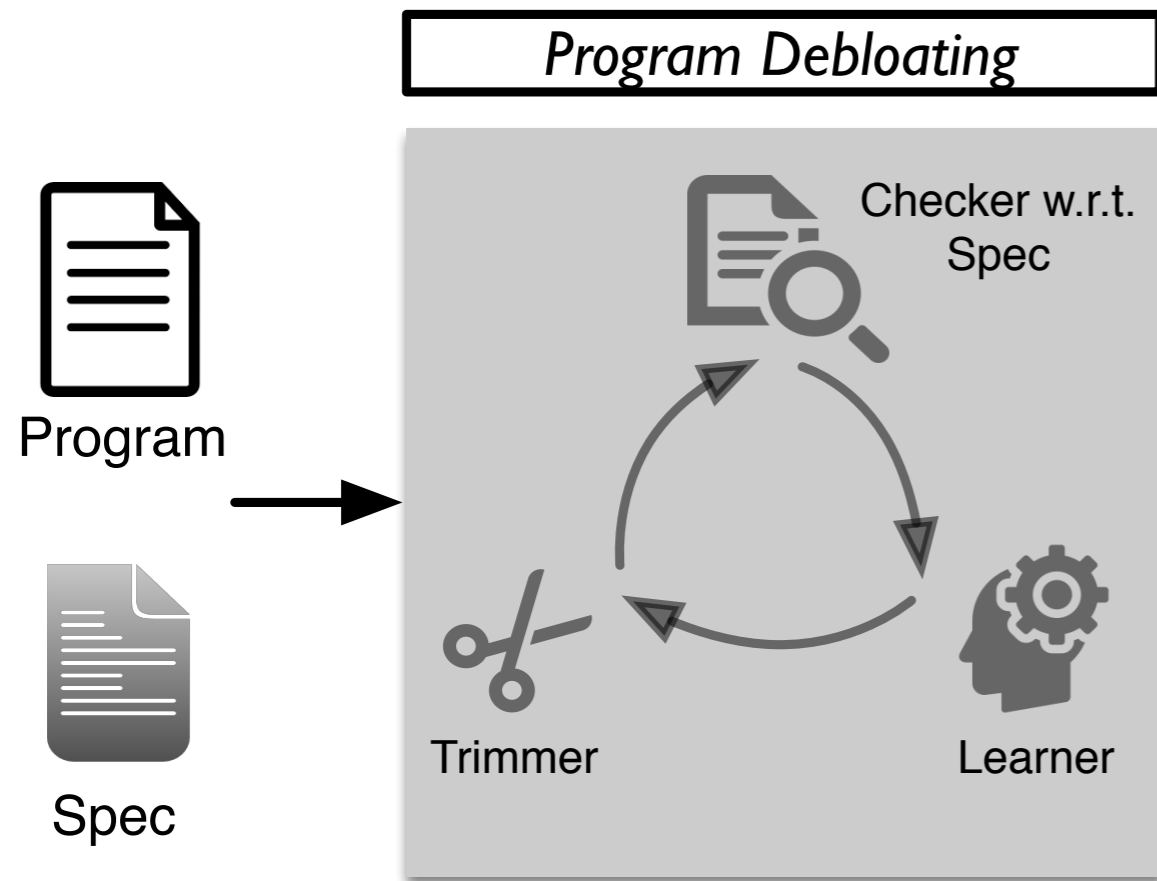 Program Debloating
Checker w.r.t.
Spec
Program
Spec
Trimmer
Learner